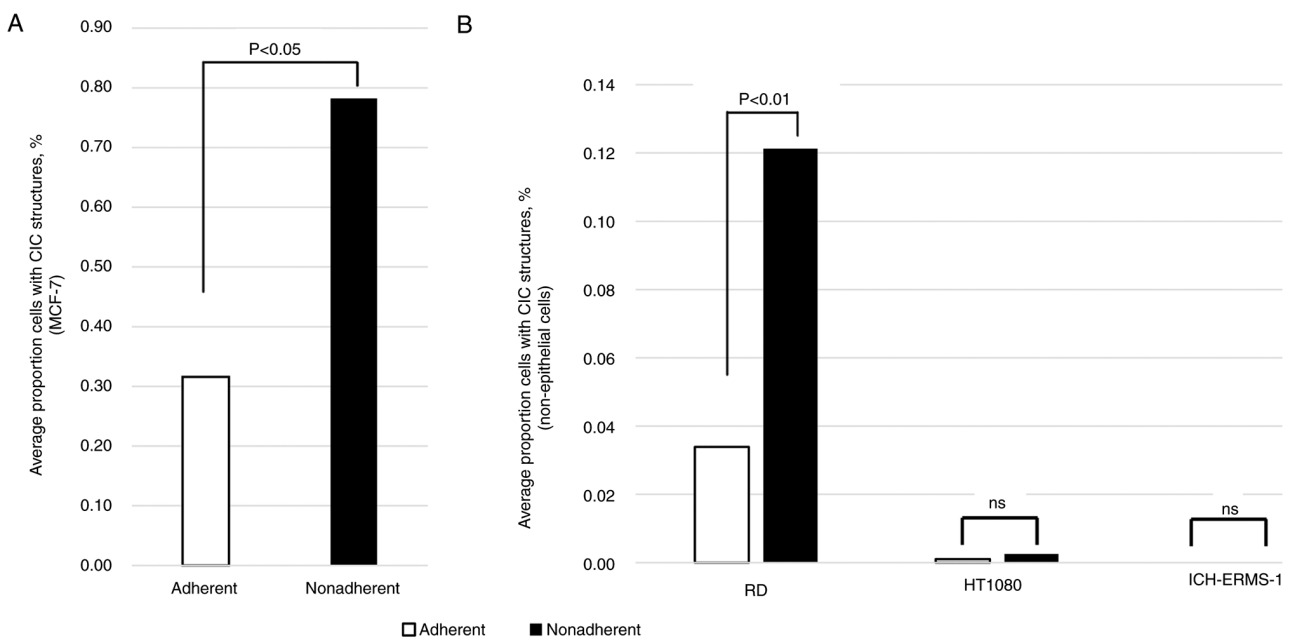 A
Average proportion cells with CIC structures, %
(MCF-7)
0.90
0.80
0.70
0.60
0.50
0.40
0.30
0.20
0.10
0.00
P<0.05
Adherent
Nonadherent
B
Average proportion cells with CIC structures, %
(non-epithelial cells)
0.14
0.12
0.10
0.08
0.06
0.04
0.02
0.00
P<0.01
ns
ns
RD
HT1080
ICH-ERMS-1
Adherent
Nonadherent